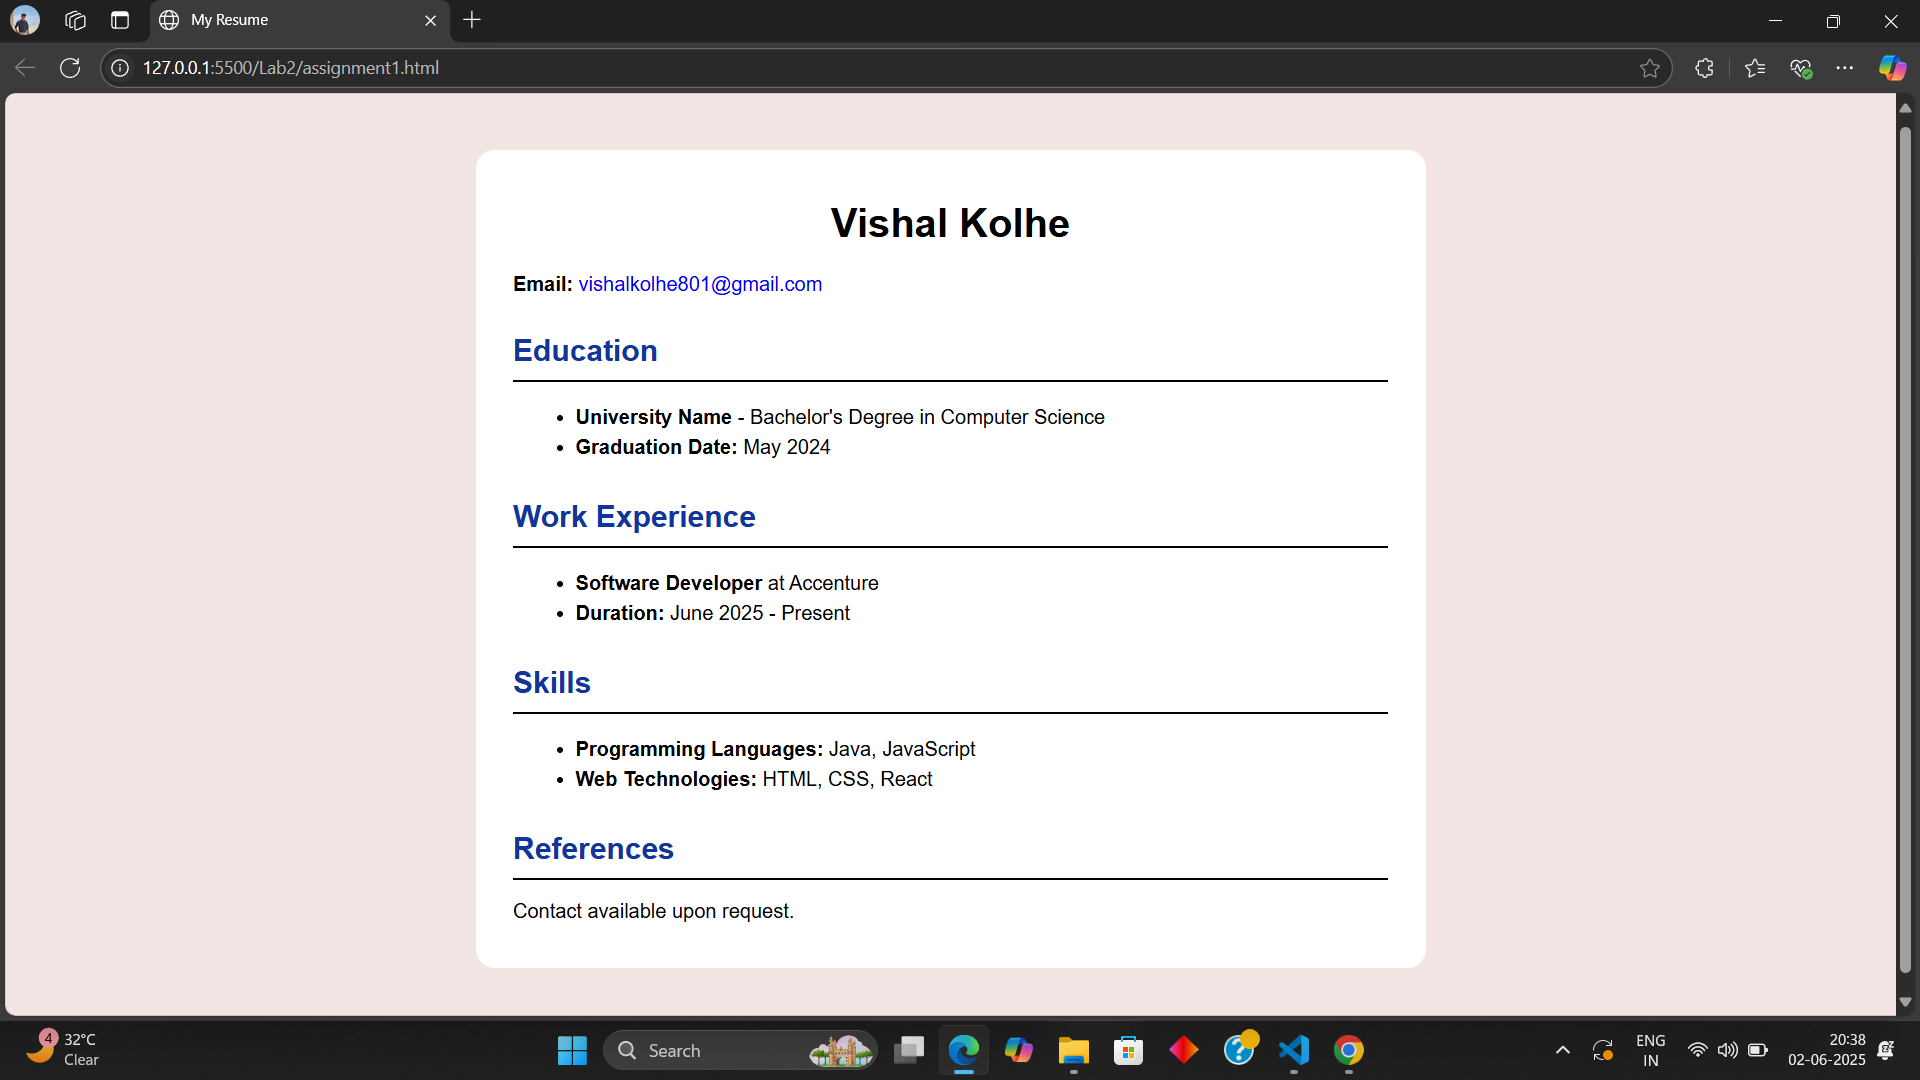 My Resume
127.0.0.1:5500/Lab2/assignment1.html
Vishal Kolhe
Email: vishalkolhe801@gmail.com
Education
• University Name - Bachelor's Degree in Computer Science
• Graduation Date: May 2024
Work Experience
• Software Developer at Accenture
• Duration: June 2025 - Present
Skills
• Programming Languages: Java, JavaScript
• Web Technologies: HTML, CSS, React
References
Contact available upon request.
4
32°C
Clear
Search
ENG
IN
20:38
02-06-2025